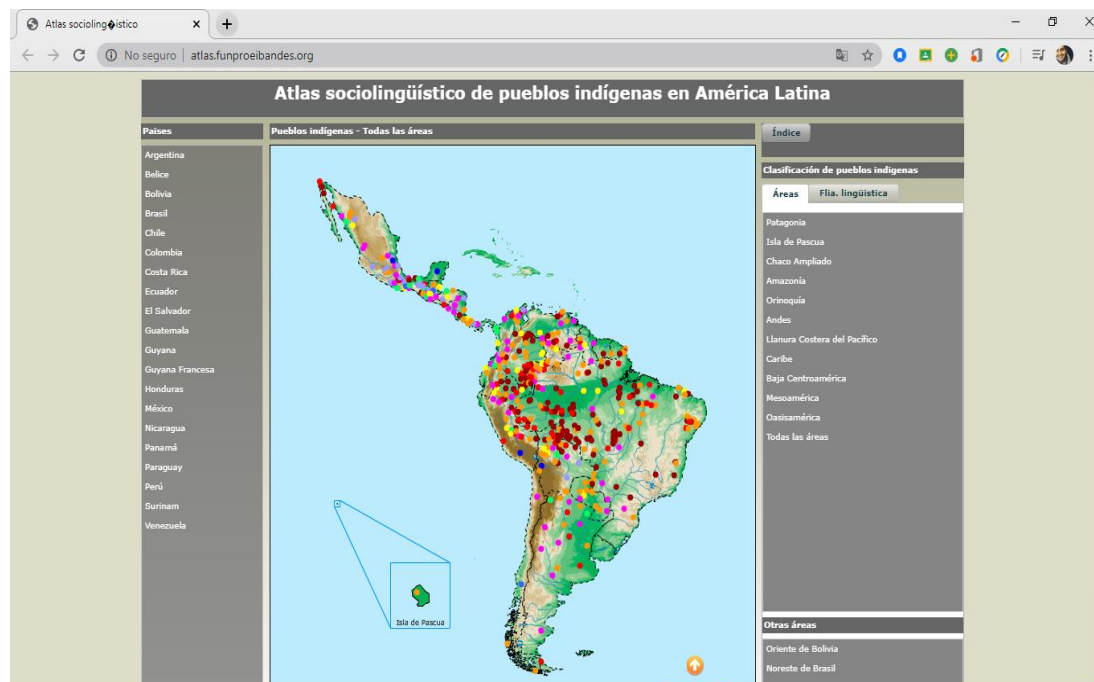 Atlas socioling�istico
No seguro | atlas.funproeibandes.org
Atlas sociolingüístico de pueblos indígenas en América Latina
Paises
Argentina
Belice
Bolivia
Brasil
Chile
Colombia
Costa Rica
Ecuador
El Salvador
Guatemala
Guyana
Guyana Francesa
Honduras
México
Nicaragua
Panamá
Paraguay
Perú
Surinam
Venezuela
Pueblos indígenas - Todas las áreas
Isla de Pascua
Índice
Clasificación de pueblos indigenas
Áreas Flia. lingüistica
Patagonia
Isla de Pascua
Chaco Ampliado
Amazonía
Orinoquía
Andes
Llanura Costera del Pacífico
Caribe
Baja Centroamérica
Mesoamérica
Oasisamérica
Todas las áreas
Otras áreas
Oriente de Bolivia
Noreste de Brasil